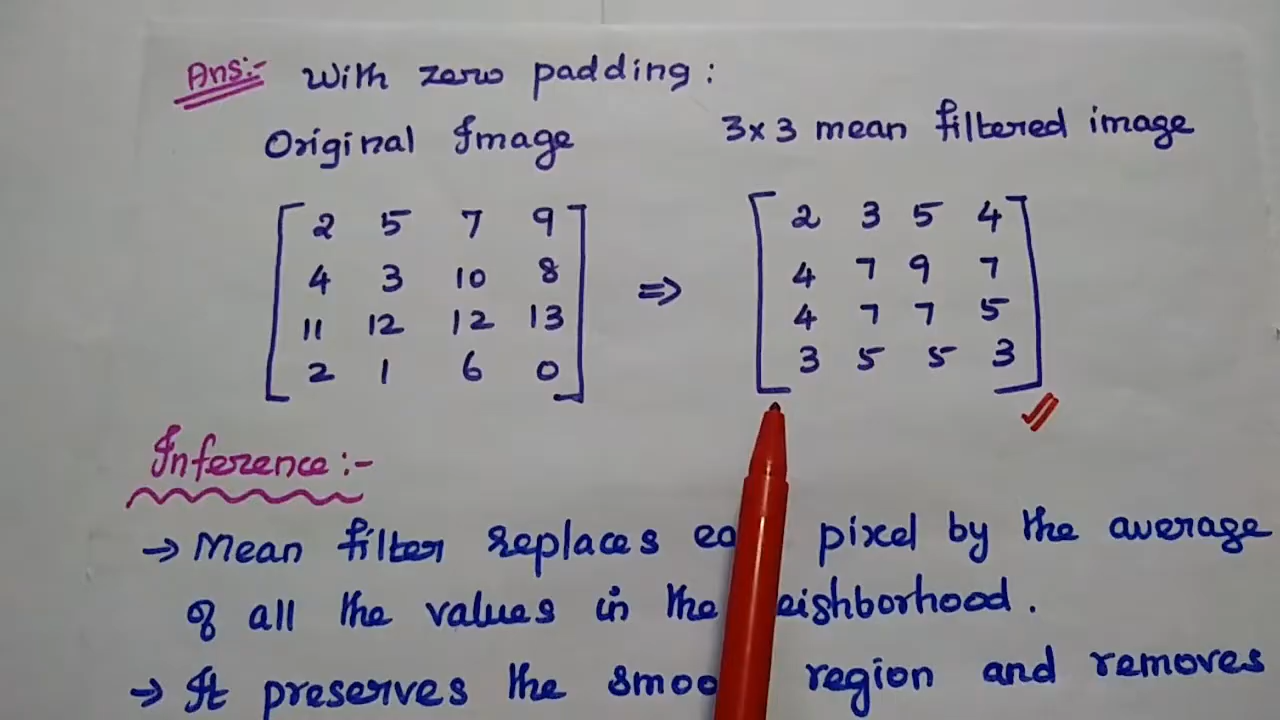 Ans:- With zero padding:
Original Image 3x3 mean filtered image
2 5 7 9 2 3 5 4
4 3 10 8 ⇒ 4 7 9 7
11 12 12 13 4 7 7 5
2 1 6 0 3 5 5 3
Inference:-
→ Mean filter replaces pixel by the average
of all the values in the
→ It preserves the region and removes